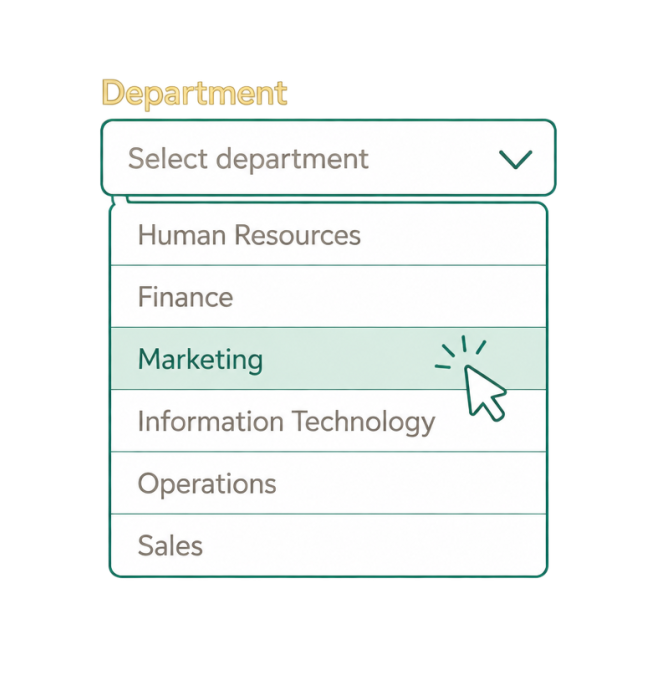 Department
Select department
Human Resources
Finance
Marketing
Information Technology
Operations
Sales